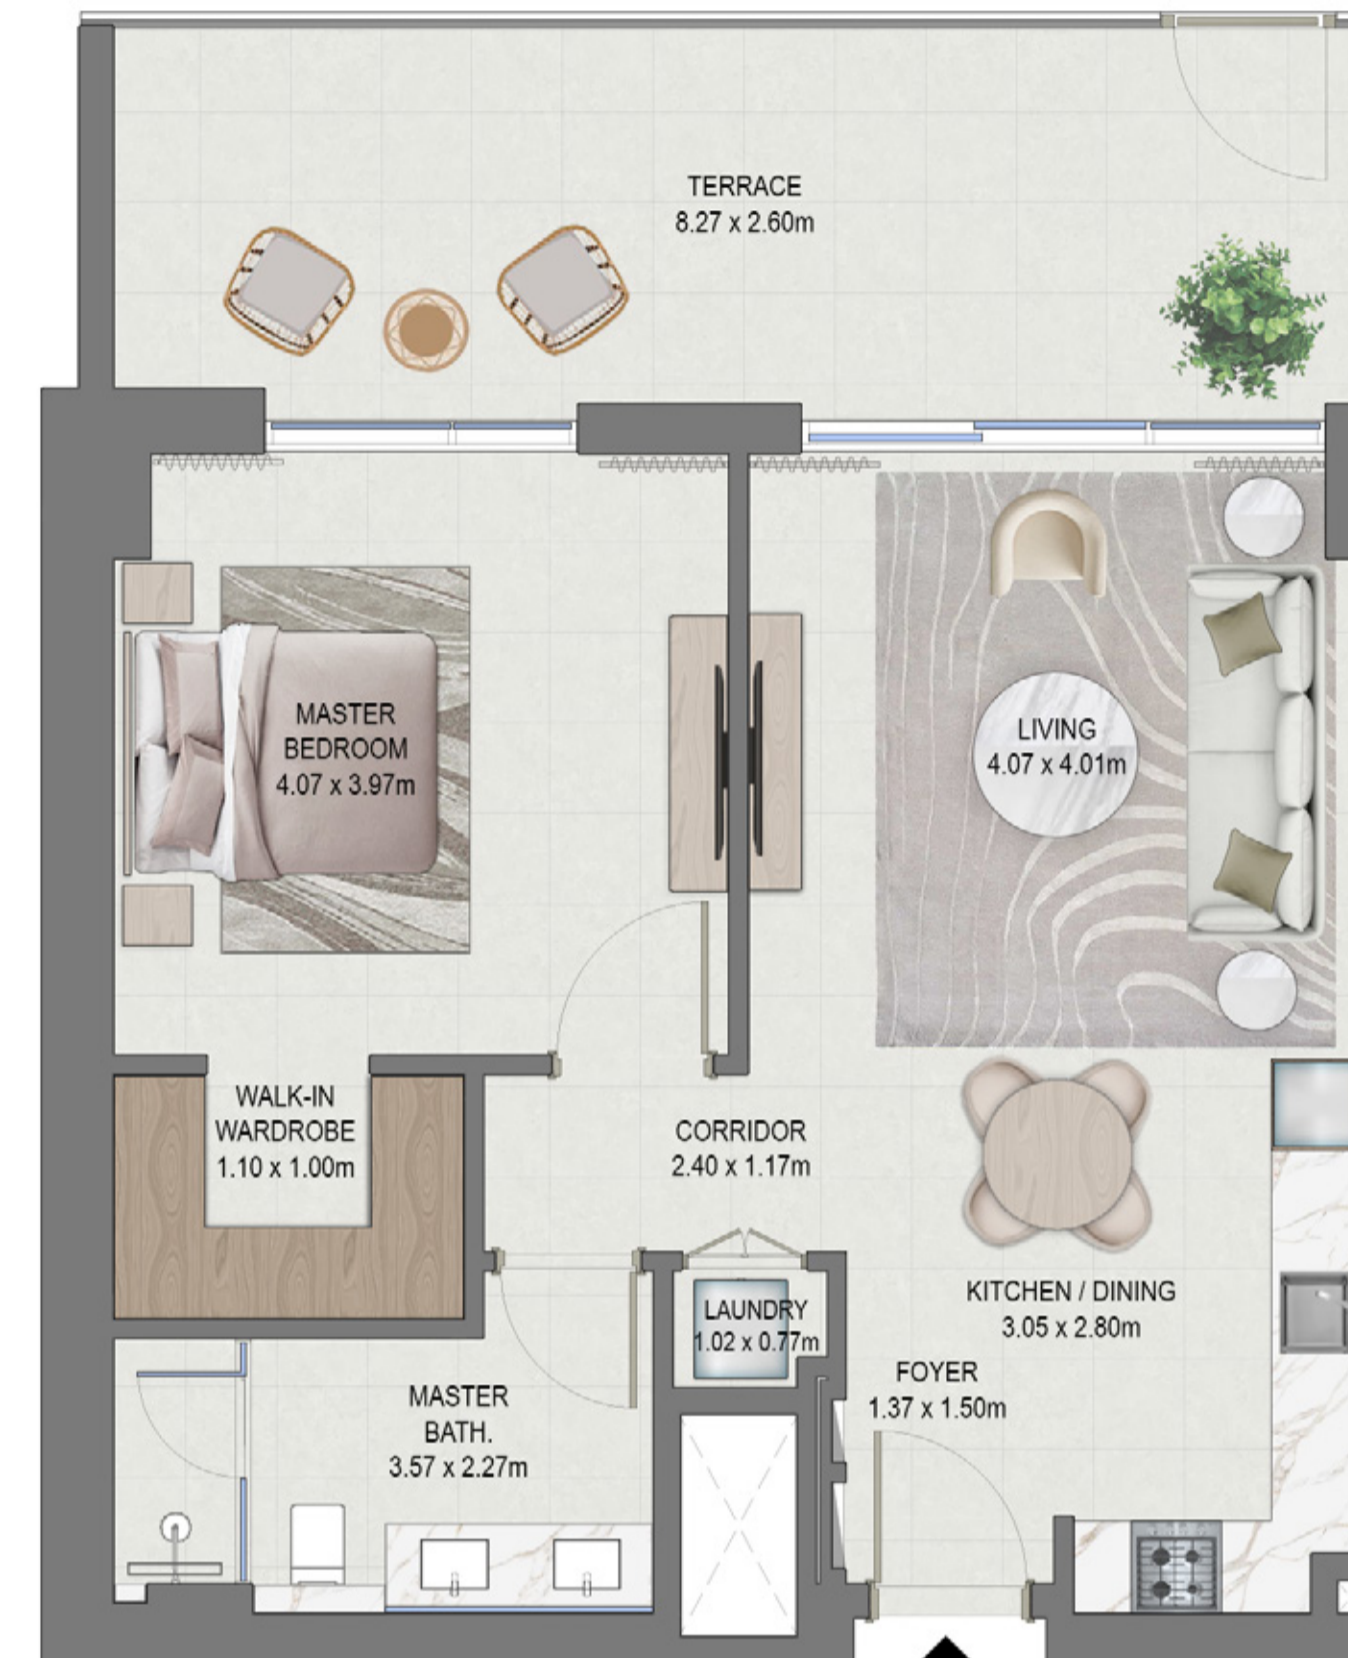 TERRACE
8.27 x 2.60m
MASTER
BEDROOM
4.07 x 3.97m
LIVING
4.07 x 4.01m
WALK-IN
WARDROBE
1.10 x 1.00m
CORRIDOR
2.40 x 1.17m
LAUNDRY
1.02 x 0.77m
KITCHEN / DINING
3.05 x 2.80m
FOYER
1.37 x 1.50m
MASTER
BATH.
3.57 x 2.27m